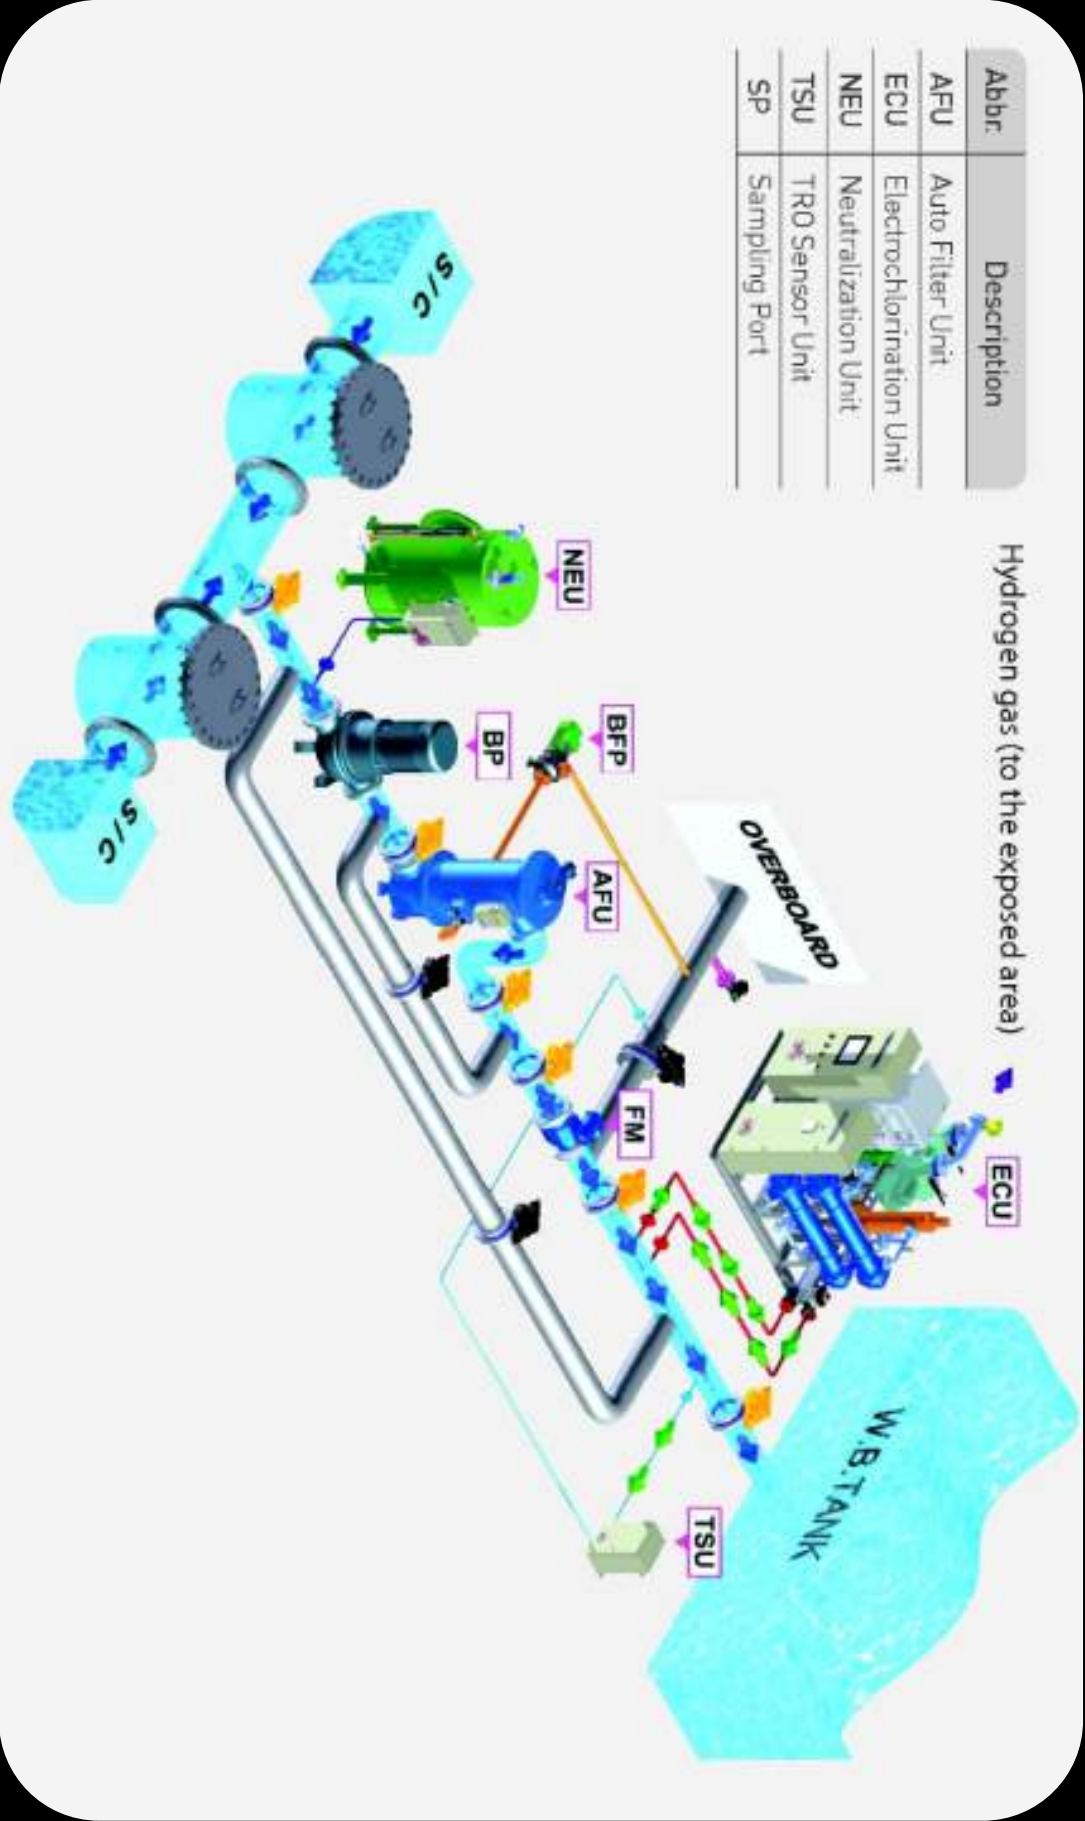 Abbr. Description
AFU Auto Filter Unit
ECU Electrochlorination Unit
NEU Neutralization Unit
TSU TRO Sensor Unit
SP Sampling Port
Hydrogen gas (to the exposed area)
ECU
OVERBOARD
W.B.TANK
BFP
NEU
AFU
FM
BP
TSU
S/C
S/C